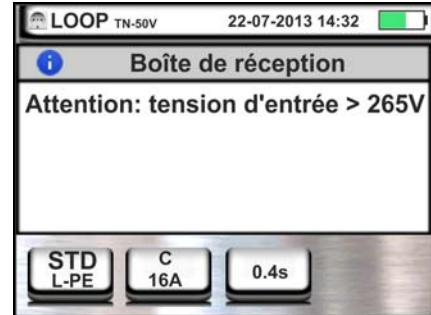 LOOP TN-50V 22-07-2013 14:32
Boîte de réception
Attention: tension d'entrée > 265V
STD
L-PE
C
16A
0.4s